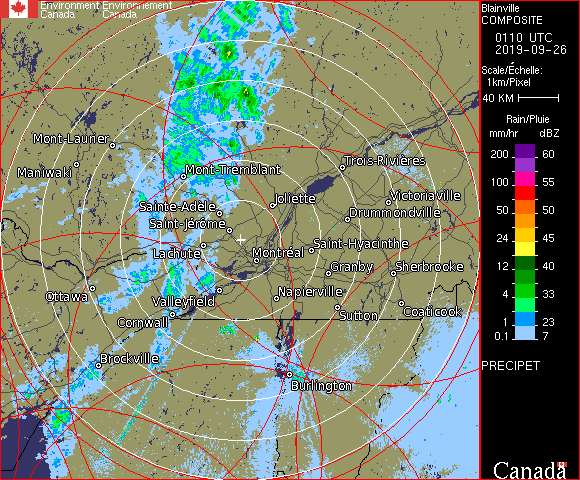 Environment Environnement
Canada Canada
Blainville
COMPOSITE
0110 UTC
2019-09-26
Scale/Échelle:
1km/Pixel
40 KM
Rain/Pluie
mm/hr dBZ
200 60
100 55
50 50
24 45
12 40
4 33
1 23
0.1 7
PRECIPET
Canada
Mont-Laurier
Maniwaki
Mont-Tremblant
Trois-Rivières
Sainte-Adèle
Joliette
Victoriaville
Saint-Jérôme
Drummondville
Lachute
Montréal
Saint-Hyacinthe
Granby
Sherbrooke
Ottawa
Valleyfield
Napierville
Cornwall
Sutton
Coaticook
Brockville
Burlington